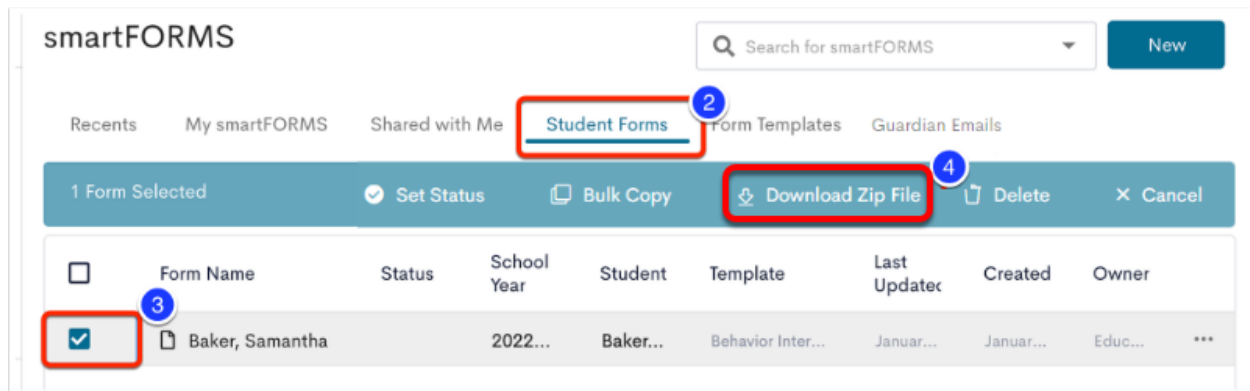 smartFORMS
Search for smartFORMS
New
2
Recents My smartFORMS Shared with Me Student Forms Form Templates Guardian Emails
4
1 Form Selected Set Status Bulk Copy Download Zip File Delete Cancel
Form Name Status School Year Student Template Last Updated Created Owner
3
Baker, Samantha 2022... Baker... Behavior Inter... Januar... Januar... Educ... ...